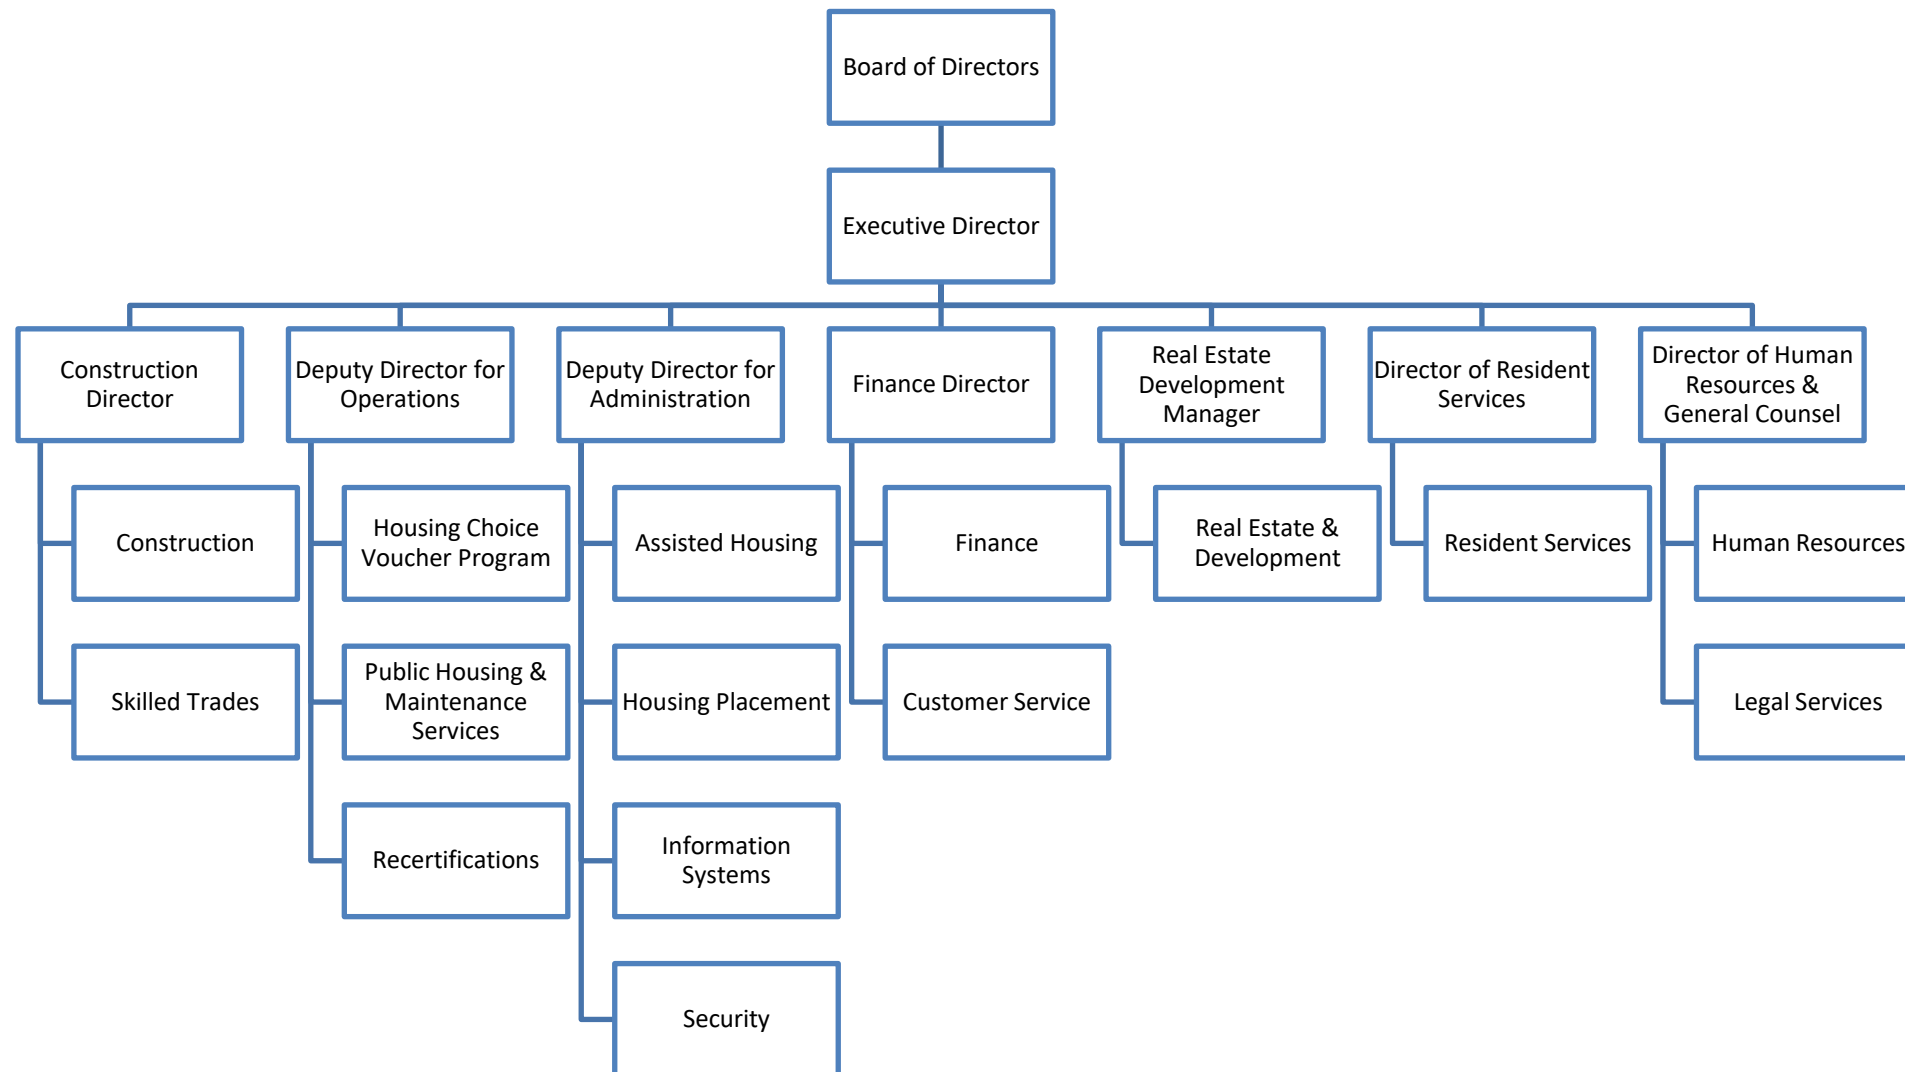 Board of Directors
Executive Director
Construction
Director
Deputy Director for
Operations
Deputy Director for
Administration
Finance Director
Real Estate
Development
Manager
Director of Resident
Services
Director of Human
Resources &
General Counsel
Construction
Housing Choice
Voucher Program
Assisted Housing
Finance
Real Estate &
Development
Resident Services
Human Resources
Skilled Trades
Public Housing &
Maintenance
Services
Housing Placement
Customer Service
Legal Services
Recertifications
Information
Systems
Security